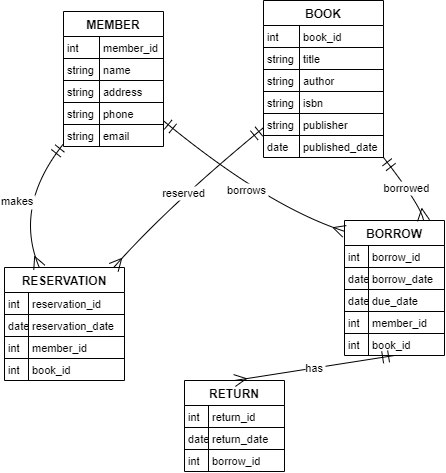 MEMBER
int member_id
string name
string address
string phone
string email
BOOK
int book_id
string title
string author
string isbn
string publisher
date published_date
makes
reserved
borrows
borrowed
RESERVATION
int reservation_id
date reservation_date
int member_id
int book_id
BORROW
int borrow_id
date borrow_date
date due_date
int member_id
int book_id
has
RETURN
int return_id
date return_date
int borrow_id